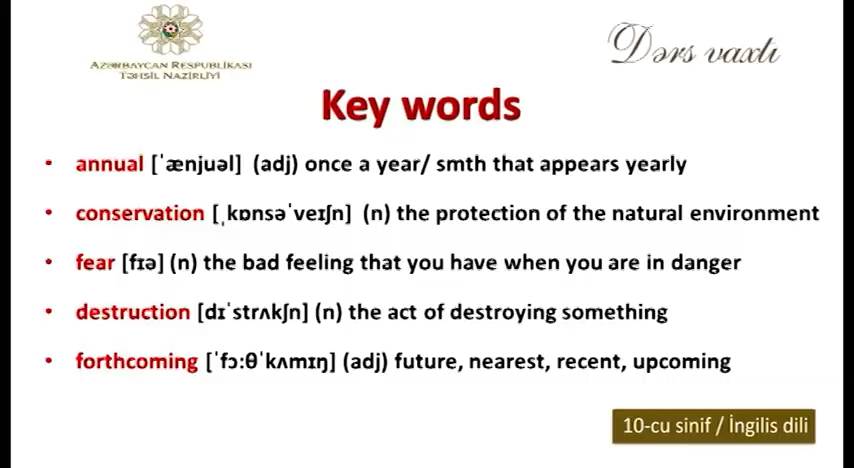 AZƏRBAYCAN RESPUBLİKASI
TƏHSİL NAZİRLİYİ
Dərs vaxtı
Key words
• annual [ˈænjuəl] (adj) once a year/ smth that appears yearly
• conservation [ˌkɒnsəˈveɪʃn] (n) the protection of the natural environment
• fear [fɪə] (n) the bad feeling that you have when you are in danger
• destruction [dɪˈstrʌkʃn] (n) the act of destroying something
• forthcoming [ˈfɔ:θˈkʌmɪŋ] (adj) future, nearest, recent, upcoming
10-cu sinif / İngilis dili